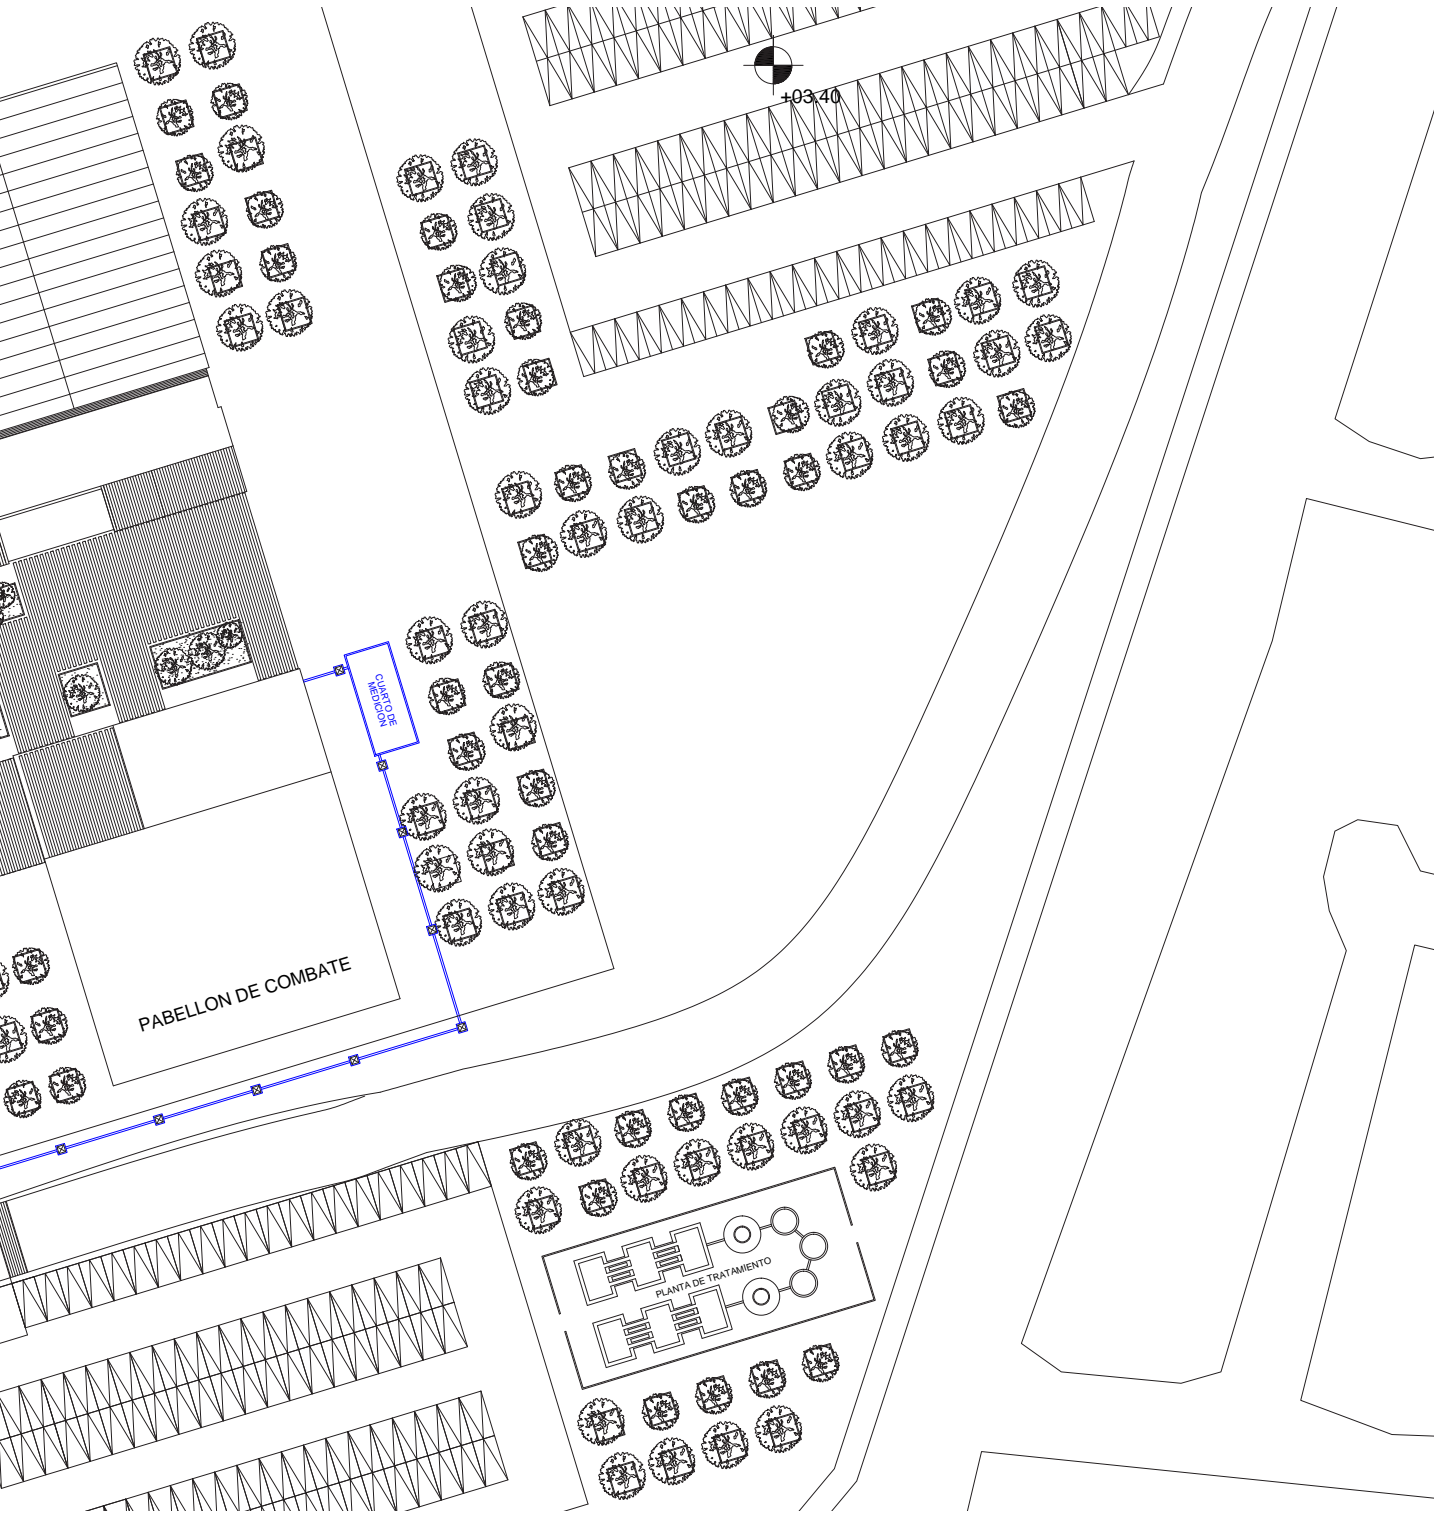 +03.40
CUARTO DE
MEDICION
PABELLON DE COMBATE
PLANTA DE TRATAMIENTO